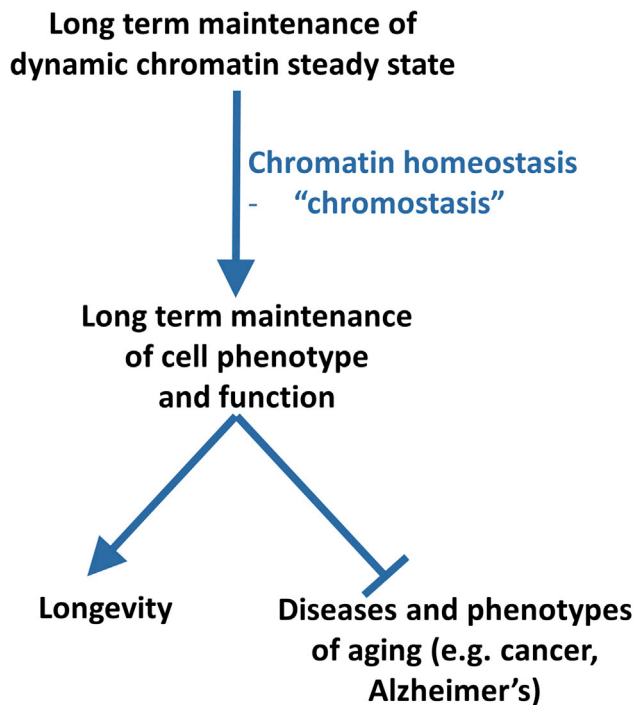 Long term maintenance of
dynamic chromatin steady state
Chromatin homeostasis
- “chromostasis”
Long term maintenance
of cell phenotype
and function
Longevity
Diseases and phenotypes
of aging (e.g. cancer,
Alzheimer’s)